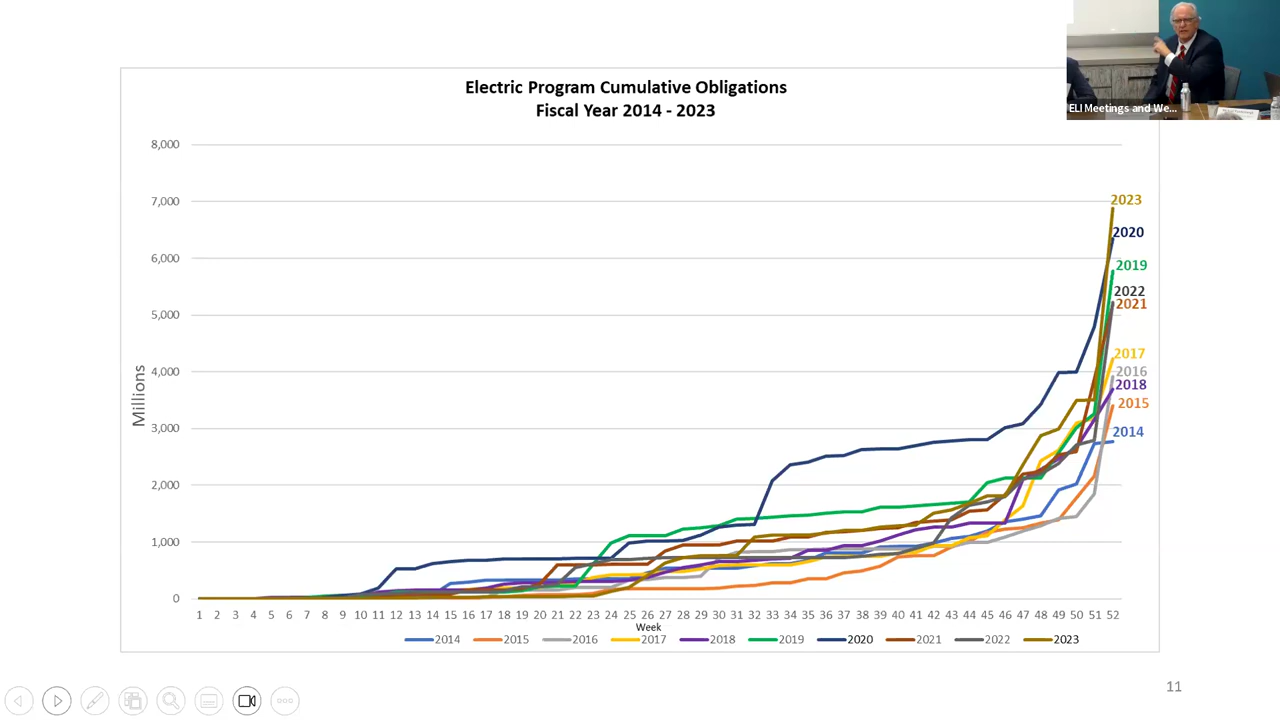 Electric Program Cumulative Obligations
Fiscal Year 2014 - 2023
ELI Meetings and We...
8,000
7,000
6,000
5,000
4,000
3,000
2,000
1,000
0
Millions
2023
2020
2019
2022
2021
2017
2016
2018
2015
2014
1 2 3 4 5 6 7 8 9 10 11 12 13 14 15 16 17 18 19 20 21 22 23 24 25 26 27 28 29 30 31 32 33 34 35 36 37 38 39 40 41 42 43 44 45 46 47 48 49 50 51 52
Week
2014 2015 2016 2017 2018 2019 2020 2021 2022 2023
11